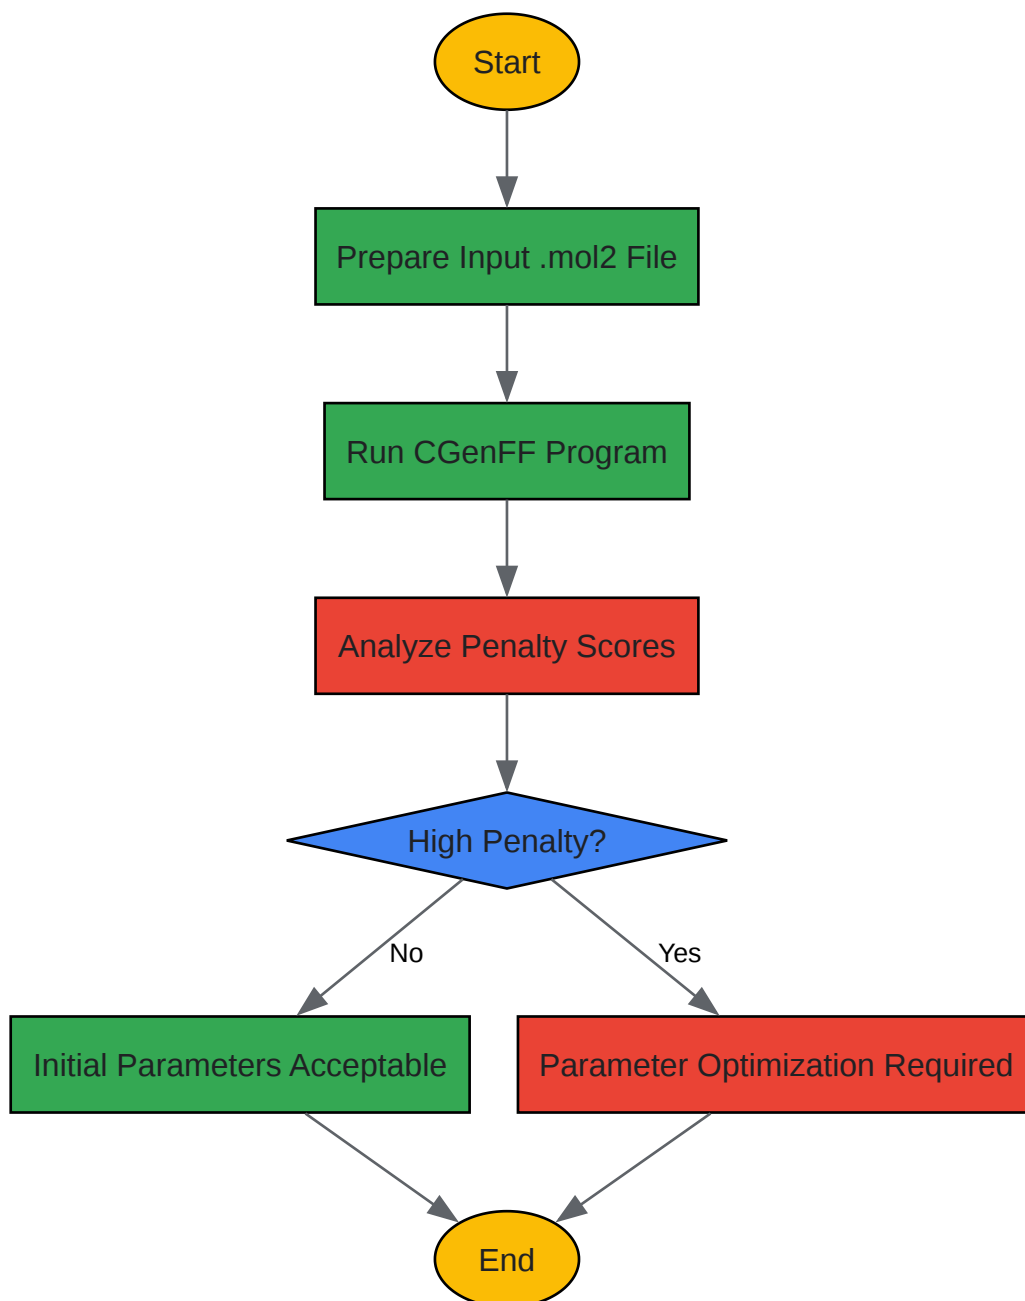 Start
Prepare Input .mol2 File
Run CGenFF Program
Analyze Penalty Scores
High Penalty?
No
Yes
Initial Parameters Acceptable
Parameter Optimization Required
End